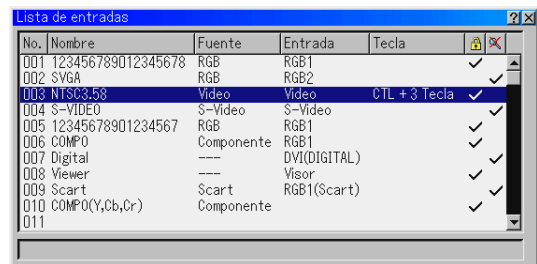 Lista de entradas
No. Nombre Fuente Entrada Tecla
001 123456789012345678 RGB RGB1
002 SVGA RGB RGB2
003 NTSC3.58 Video Video CTL + 3 Tecla
004 S-VIDEO S-Video S-Video
005 12345678901234567 RGB RGB1
006 COMPO Componente RGB1
007 Digital --- DVI(DIGITAL)
008 Viewer --- Visor
009 Scart Scart RGB1(Scart)
010 COMPO(Y,Cb,Cr) Componente
011